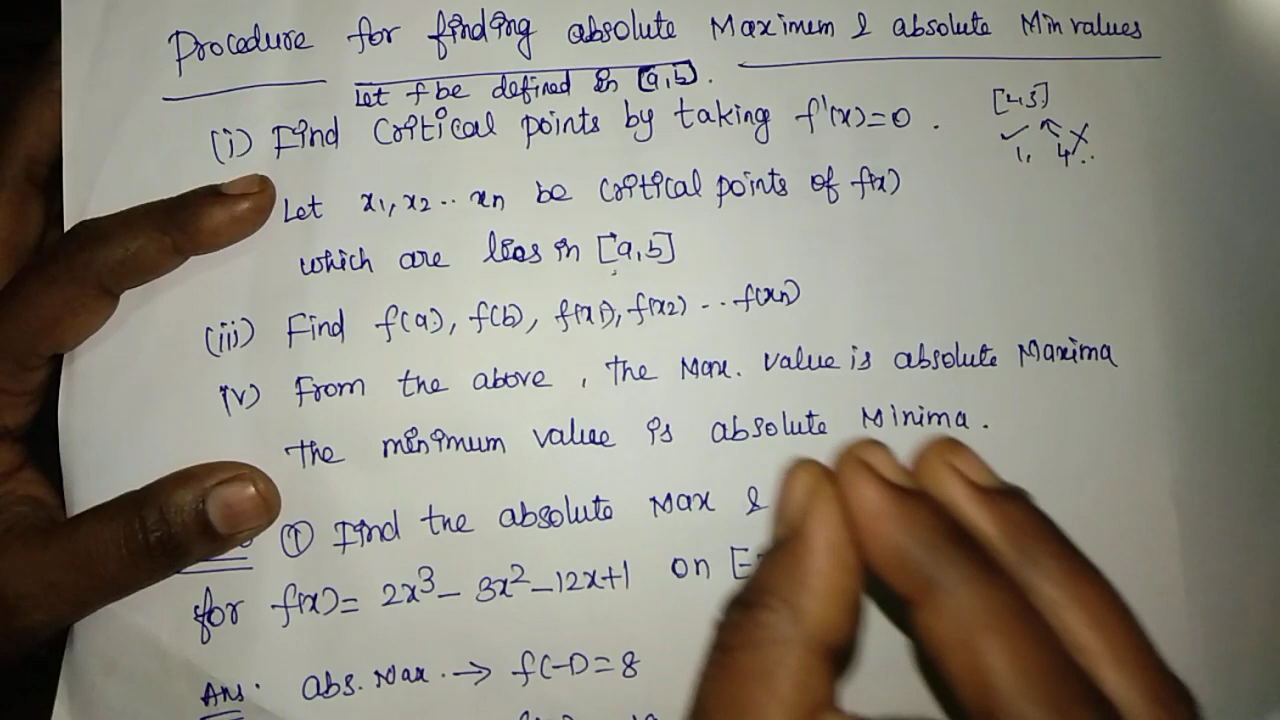 Procedure for finding absolute Maximum & absolute Min values
Let f be defined in [a,b].
(i) Find Critical points by taking f'(x)=0.
1, 4..
Let x1, x2 .. xn be critical points of f(x)
which are lies in [a,b]
(iii) Find f(a), f(b), f(x1), f(x2) -.. f(xn)
iv) From the above, the Max. value is absolute Maxima
The minimum value is absolute Minima.
① Find the absolute Max &
for f(x)= 2x³- 3x²-12x+1 on
Ans: abs. Max. → f(-1)=8